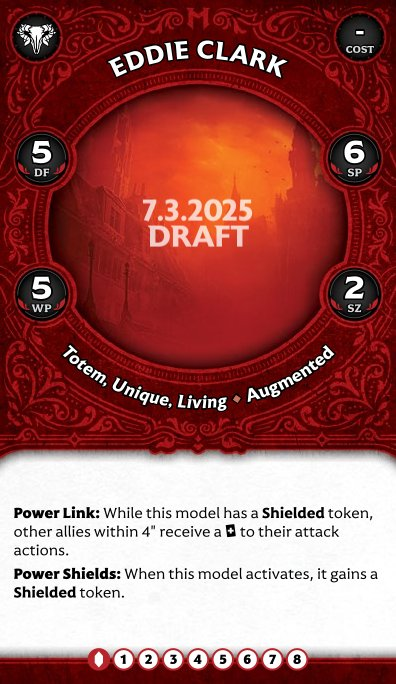 EDDIE CLARK
-
COST
5
DF
6
SP
7.3.2025
DRAFT
5
WP
2
SZ
Totem, Unique, Living • Augmented
Power Link: While this model has a Shielded token,
other allies within 4" receive a to their attack
actions.
Power Shields: When this model activates, it gains a
Shielded token.
1 2 3 4 5 6 7 8